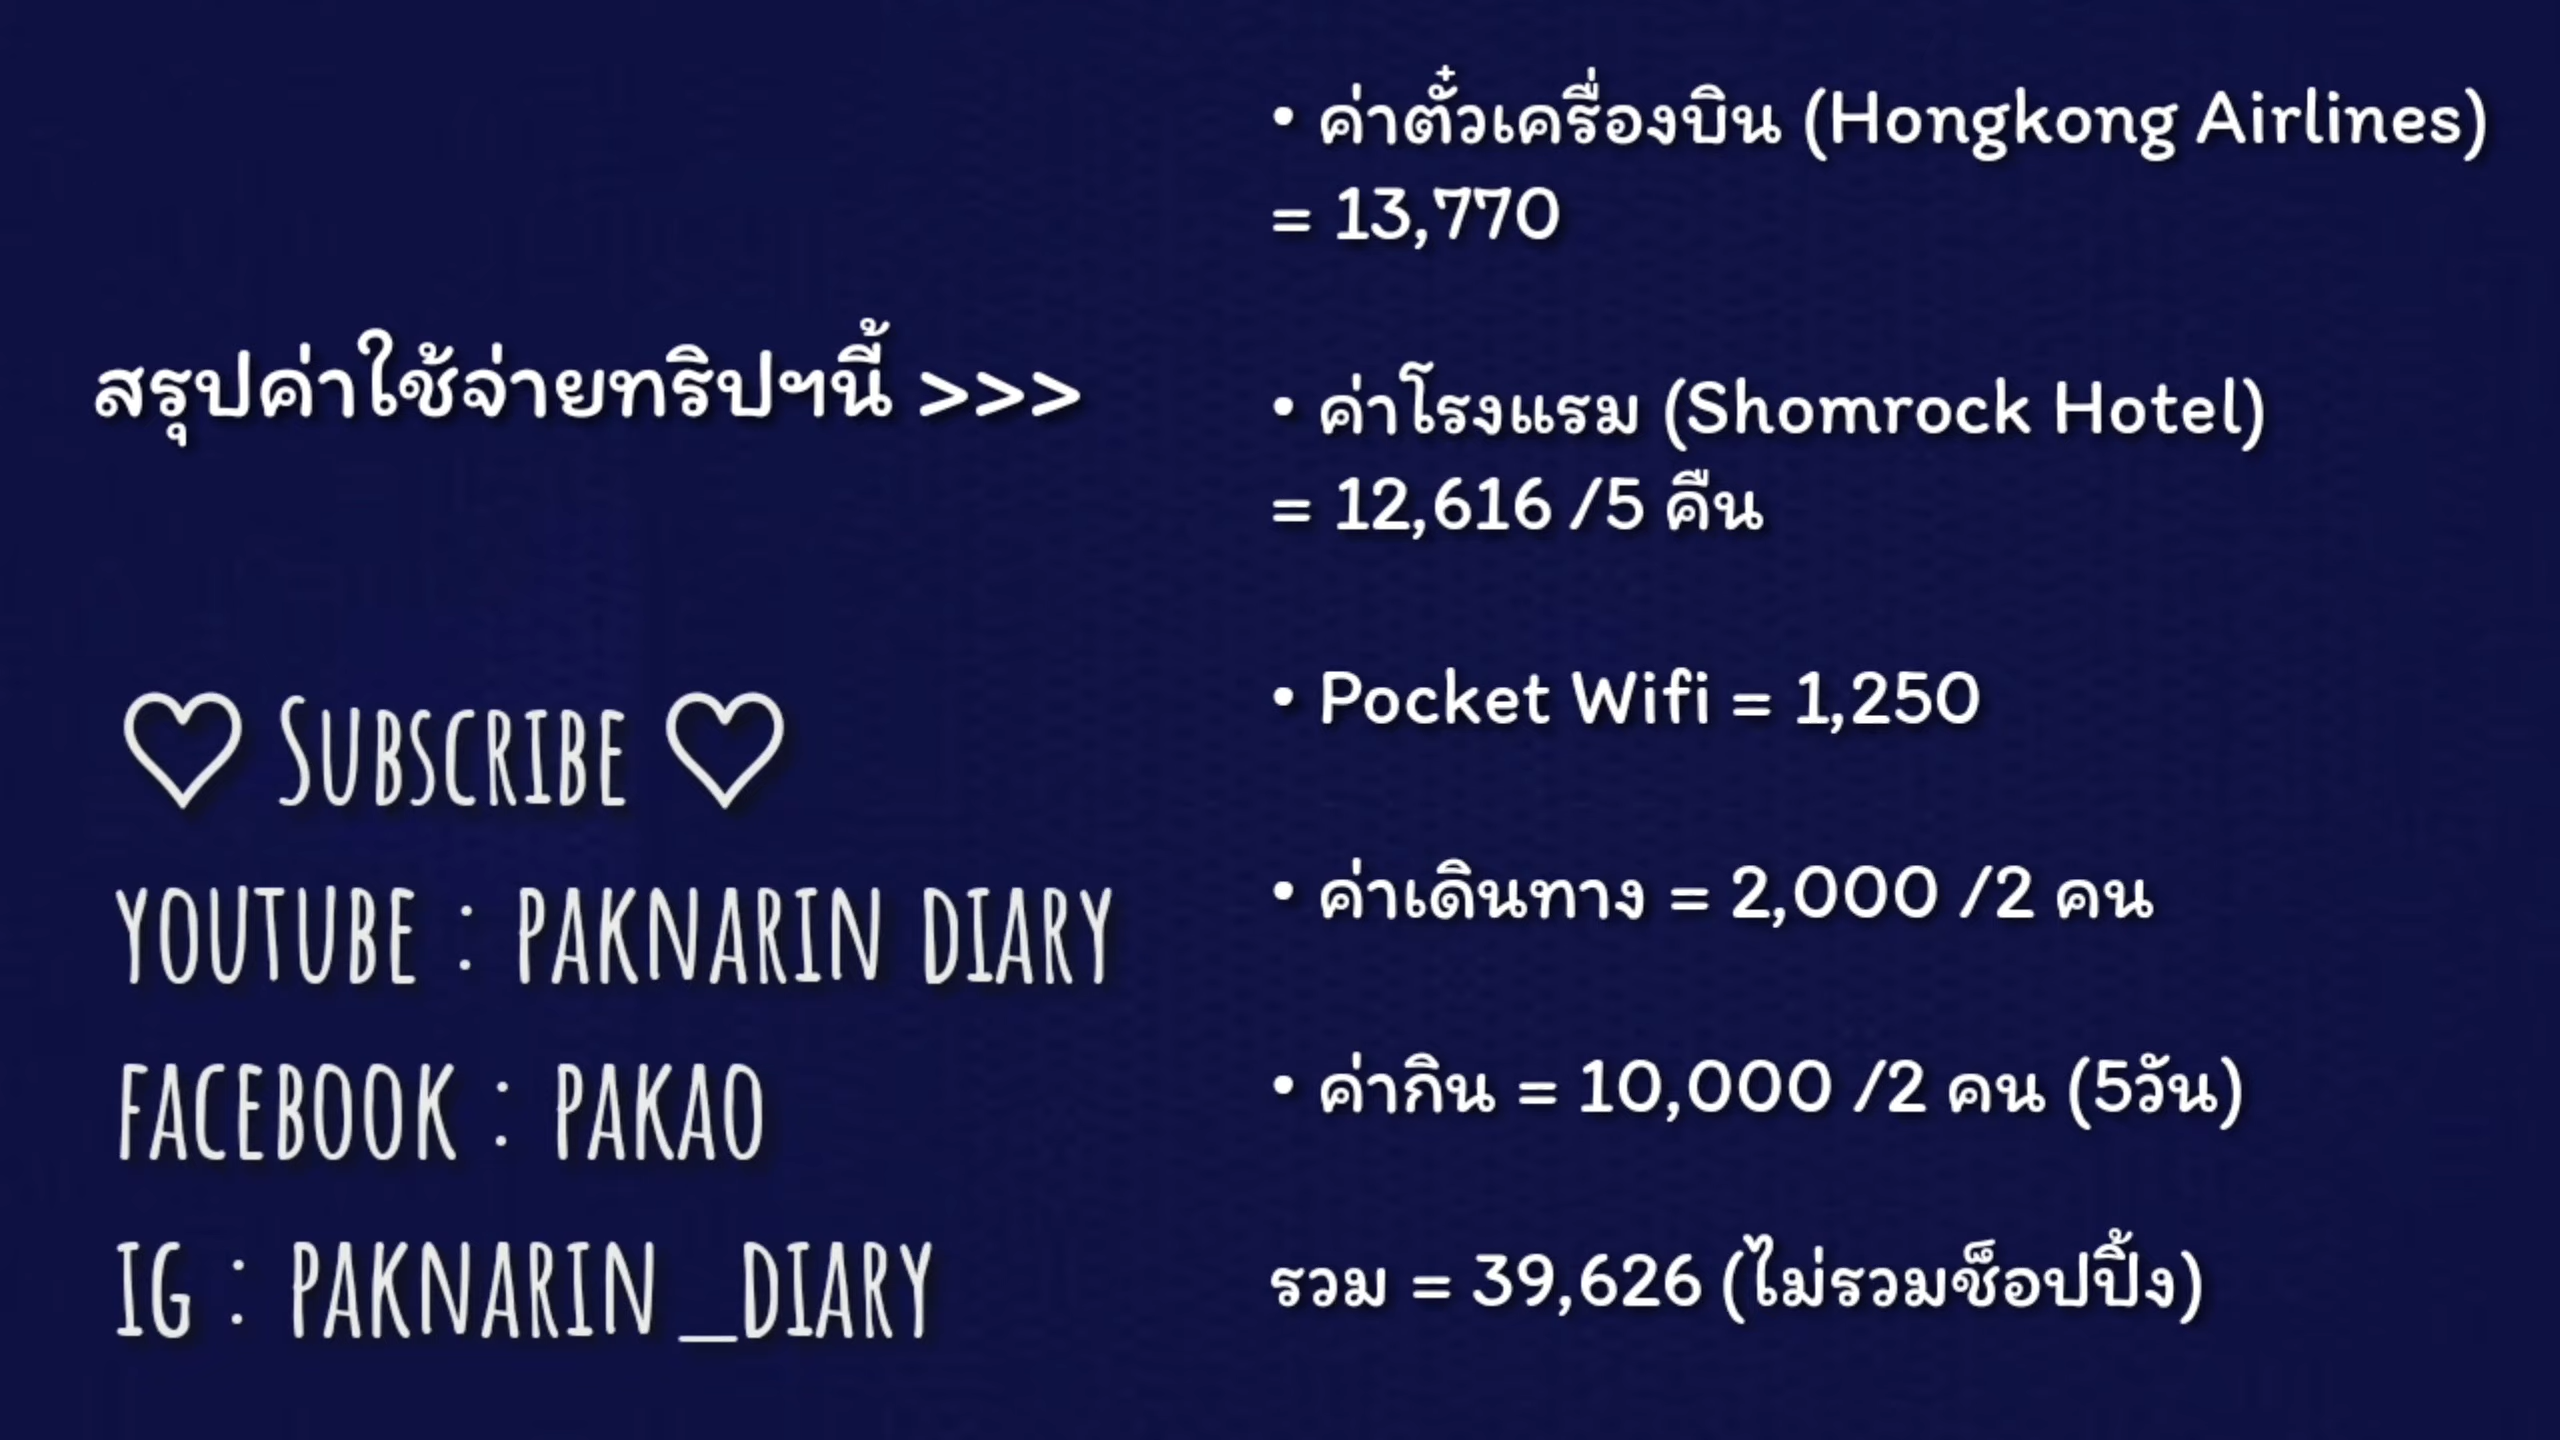 สรุปค่าใช้จ่ายทริปฯนี้ >>>
♡ SUBSCRIBE ♡
YOUTUBE : PAKNARIN DIARY
FACEBOOK : PAKAO
IG : PAKNARIN_DIARY
• ค่าตั๋วเครื่องบิน (Hongkong Airlines)
= 13,770
• ค่าโรงแรม (Shomrock Hotel)
= 12,616 /5 คืน
• Pocket Wifi = 1,250
• ค่าเดินทาง = 2,000 /2 คน
• ค่ากิน = 10,000 /2 คน (5วัน)
รวม = 39,626 (ไม่รวมช็อปปิ้ง)